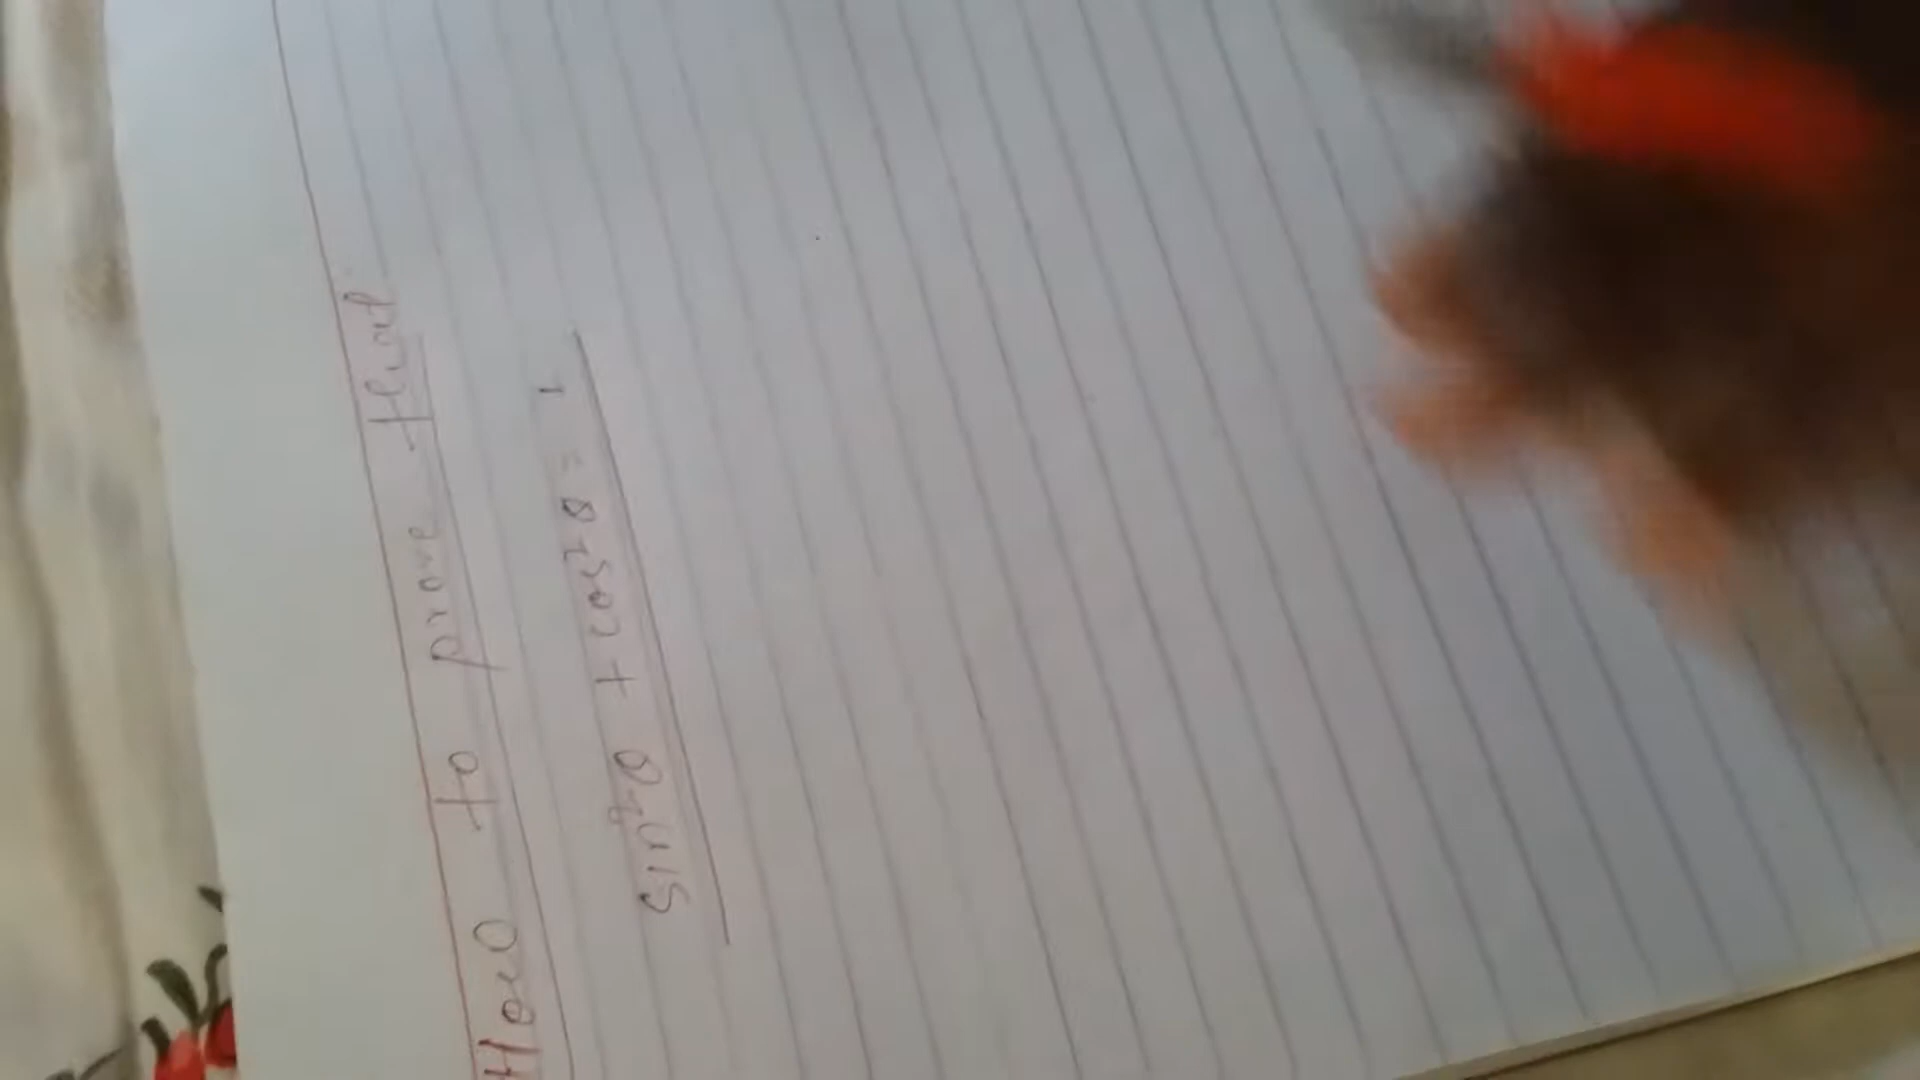 How to prove that
sin²θ + cos²θ = 1